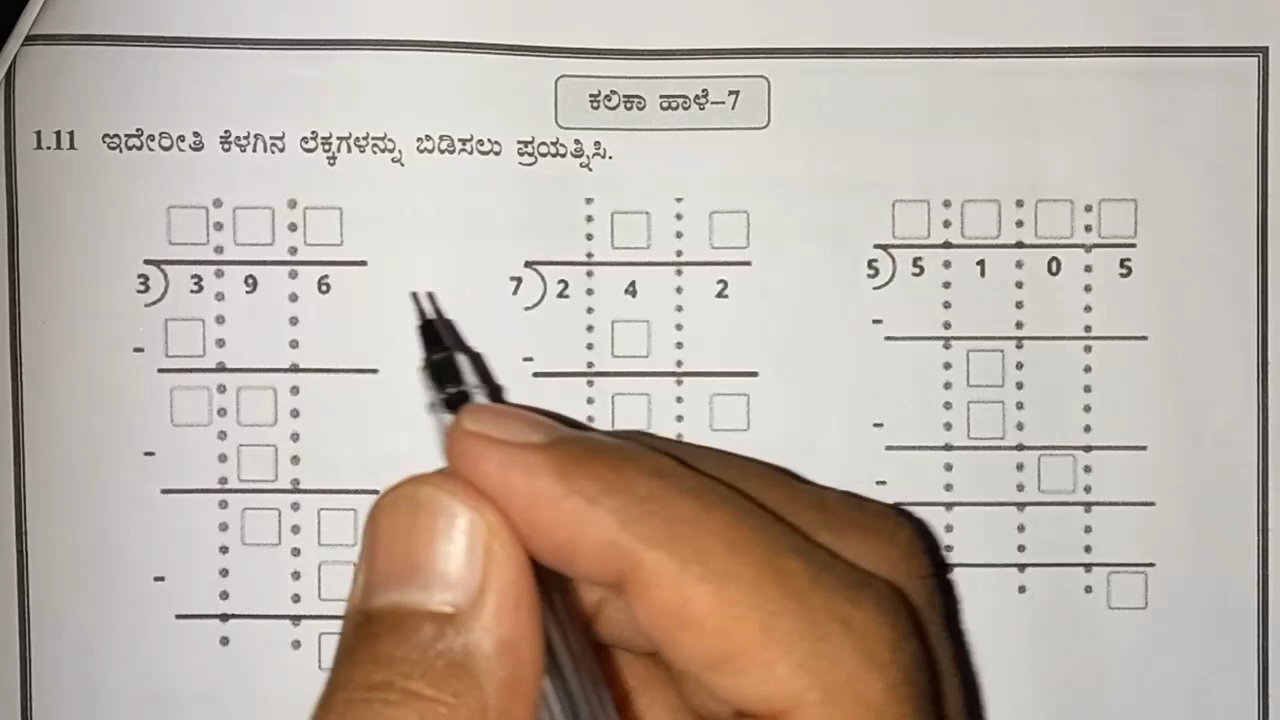 ಕಲಿಕಾ ಹಾಳೆ–7
1.11 ಇದೇರೀತಿ ಕೆಳಗಿನ ಲೆಕ್ಕಗಳನ್ನು ಬಿಡಿಸಲು ಪ್ರಯತ್ನಿಸಿ.
3) 3 9 6
7) 2 4 2
5) 5 1 0 5